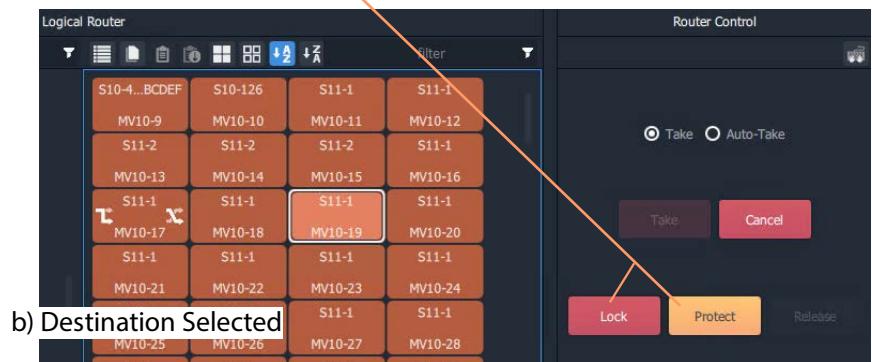 Logical Router
Router Control
filter
S10-4...BCDEF S10-126 S11-1 S11-1
MV10-9 MV10-10 MV10-11 MV10-12
S11-2 S11-2 S11-2 S11-1
MV10-13 MV10-14 MV10-15 MV10-16
S11-1 S11-1 S11-1 S11-1
MV10-17 MV10-18 MV10-19 MV10-20
S11-1 S11-1 S11-1 S11-1
MV10-21 MV10-22 MV10-23 MV10-24
S11-1 S11-1
MV10-25 MV10-26 MV10-27 MV10-28
b) Destination Selected
Take Auto-Take
Take Cancel
Lock Protect Release